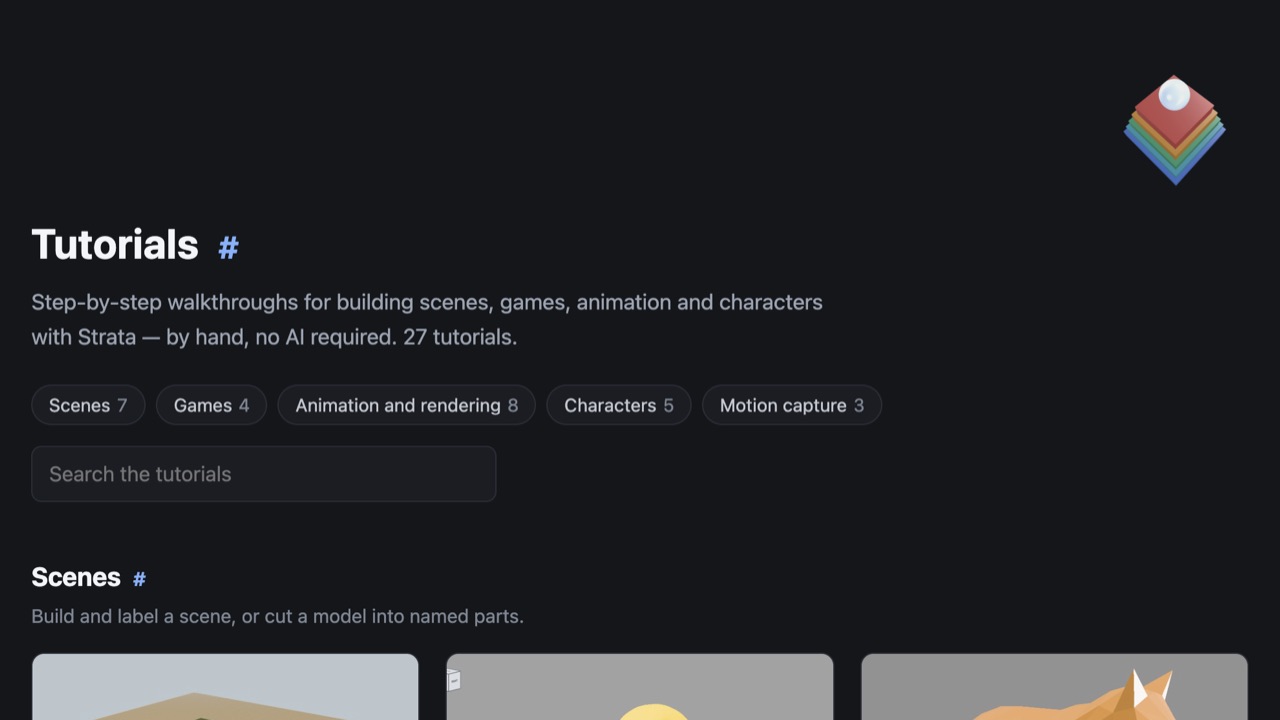 Tutorials #
Step-by-step walkthroughs for building scenes, games, animation and characters
with Strata — by hand, no AI required. 27 tutorials.
Scenes 7 Games 4 Animation and rendering 8 Characters 5 Motion capture 3
Search the tutorials
Scenes #
Build and label a scene, or cut a model into named parts.